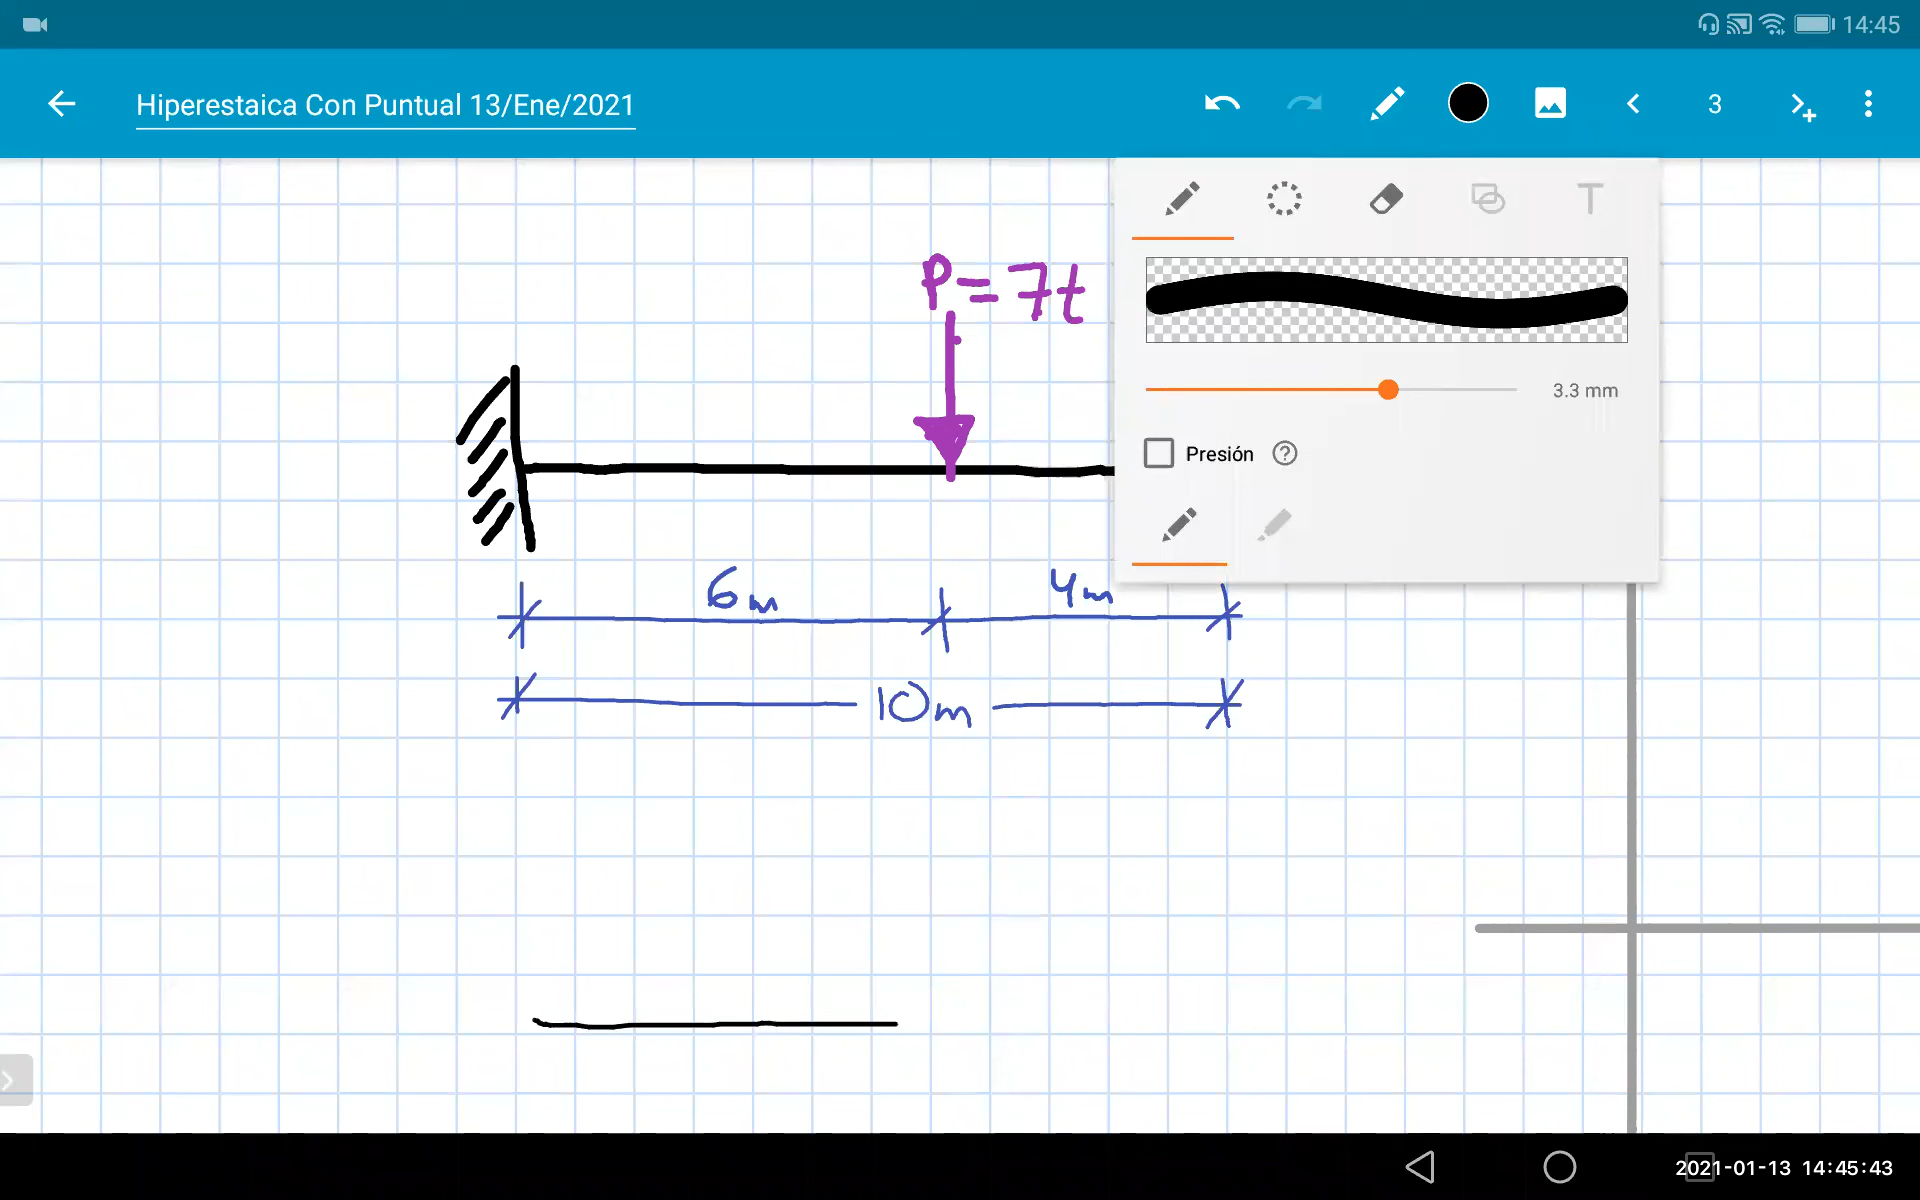 14:45
Hiperestaica Con Puntual 13/Ene/2021
3
T
P = 7t
3.3 mm
Presión
6m
4m
10m
2021-01-13 14:45:43